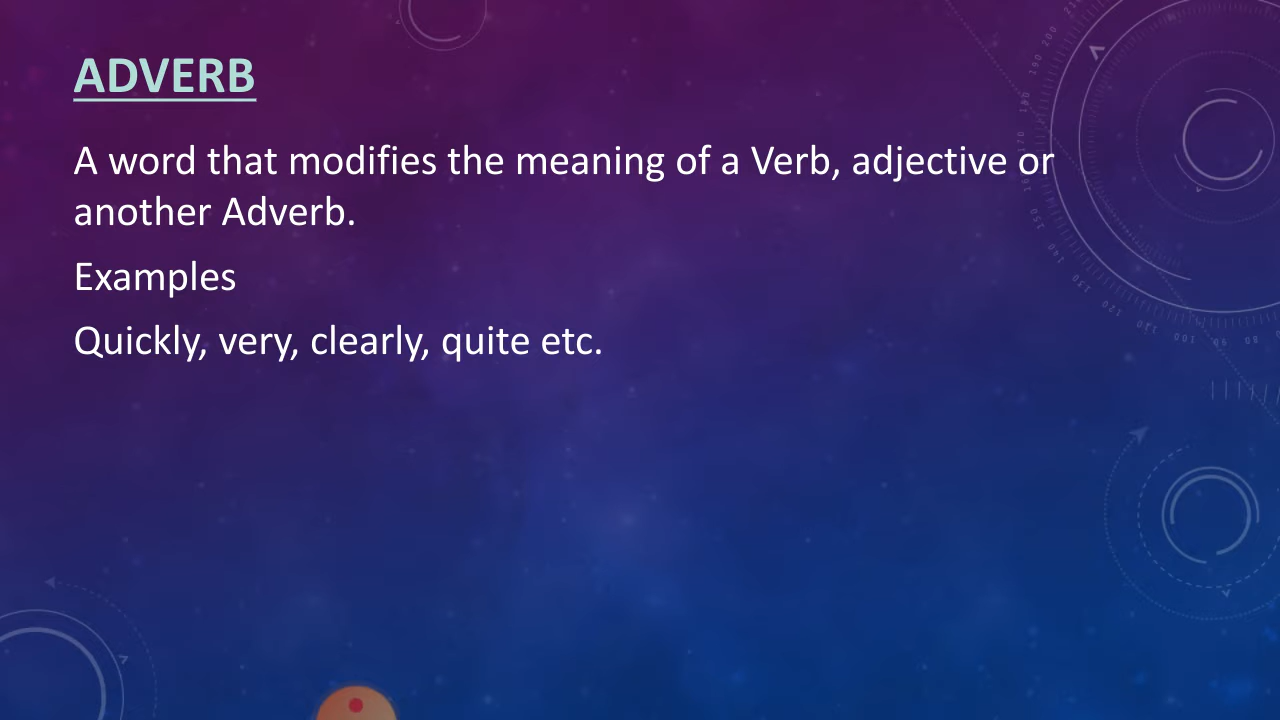 ADVERB
A word that modifies the meaning of a Verb, adjective or
another Adverb.
Examples
Quickly, very, clearly, quite etc.